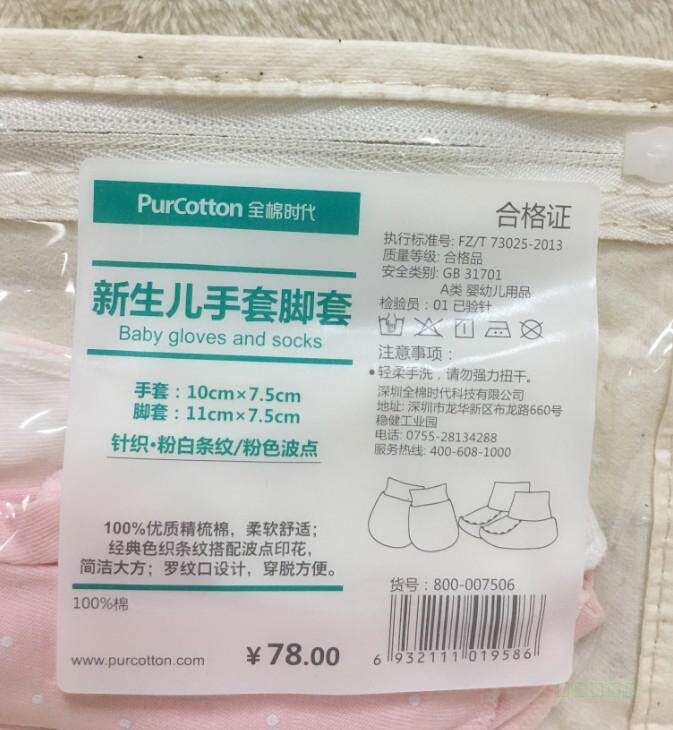 PurCotton 全棉时代
新生儿手套脚套
Baby gloves and socks
手套：10cm×7.5cm
脚套：11cm×7.5cm
针织•粉白条纹/粉色波点
100%优质精梳棉，柔软舒适；
经典色织条纹搭配波点印花，
简洁大方；罗纹口设计，穿脱方便。
100%棉
www.purcotton.com
¥78.00
合格证
执行标准号: FZ/T 73025-2013
质量等级: 合格品
安全类别: GB 31701
A类 婴幼儿用品
检验员：01 已验针
注意事项：
•轻柔手洗，请勿强力扭干。
深圳全棉时代科技有限公司
地址: 深圳市龙华新区布龙路660号
稳健工业园
电话: 0755-28134288
服务热线: 400-608-1000
货号：800-007506
6 932111 019586